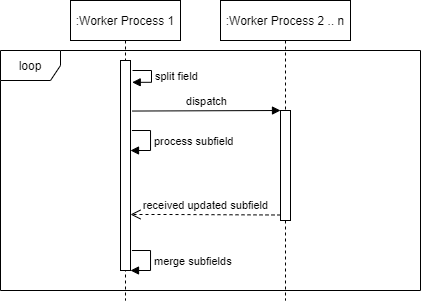 :Worker Process 1
:Worker Process 2 .. n
loop
split field
dispatch
process subfield
received updated subfield
merge subfields